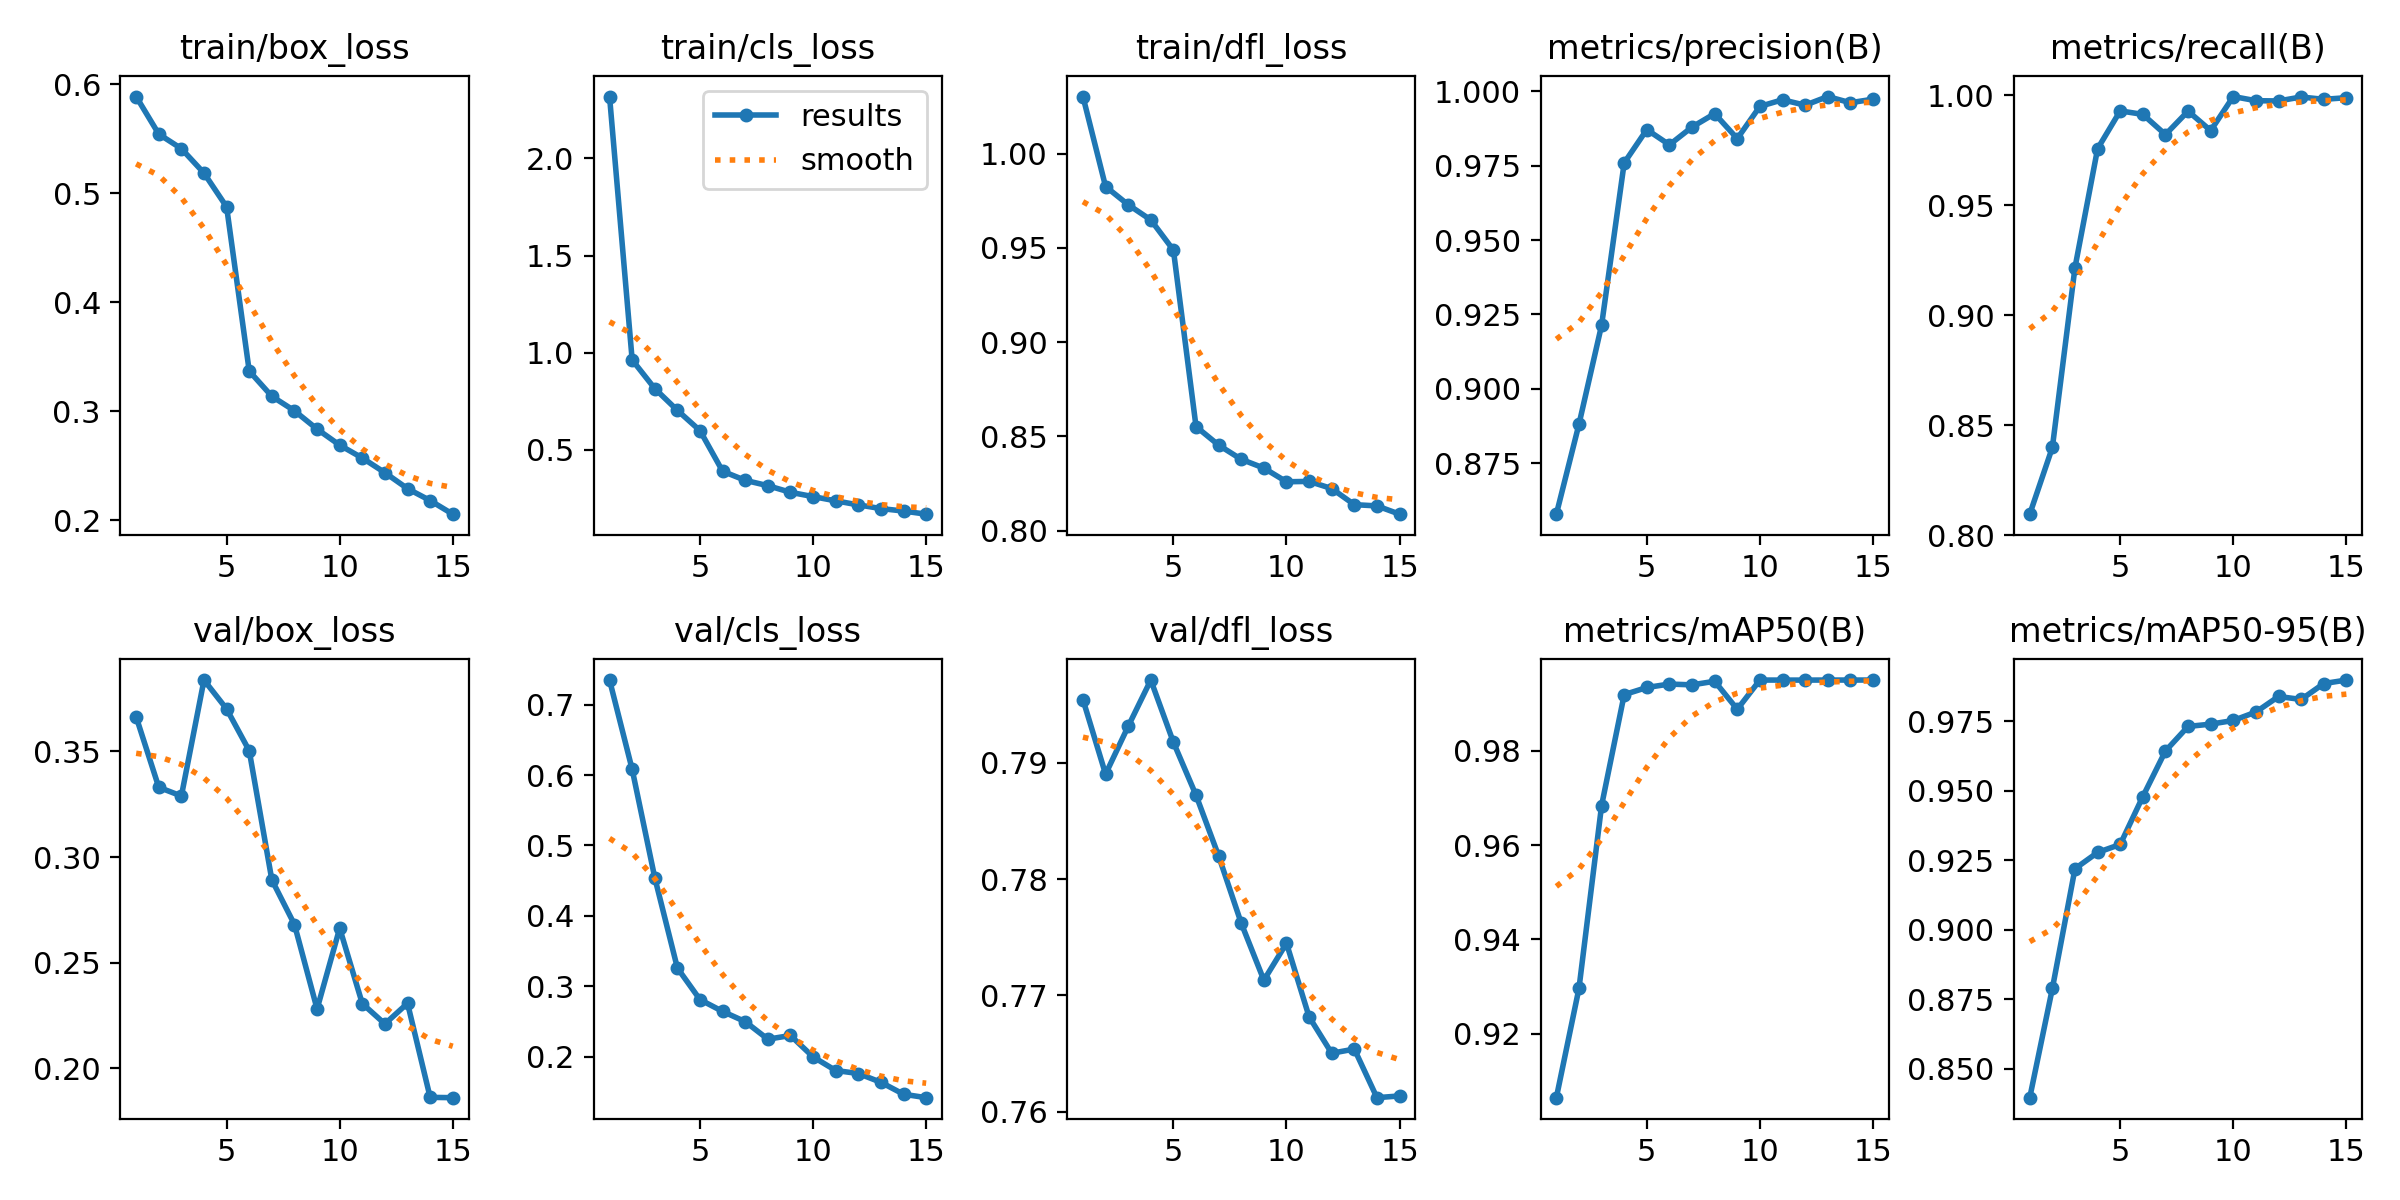 train/box_loss
0.6
0.5
0.4
0.3
0.2
5 10 15
train/cls_loss
results
smooth
2.0
1.5
1.0
0.5
5 10 15
train/dfl_loss
1.00
0.95
0.90
0.85
0.80
5 10 15
metrics/precision(B)
1.000
0.975
0.950
0.925
0.900
0.875
5 10 15
metrics/recall(B)
1.00
0.95
0.90
0.85
0.80
5 10 15
val/box_loss
0.35
0.30
0.25
0.20
5 10 15
val/cls_loss
0.7
0.6
0.5
0.4
0.3
0.2
5 10 15
val/dfl_loss
0.79
0.78
0.77
0.76
5 10 15
metrics/mAP50(B)
0.98
0.96
0.94
0.92
5 10 15
metrics/mAP50-95(B)
0.975
0.950
0.925
0.900
0.875
0.850
5 10 15